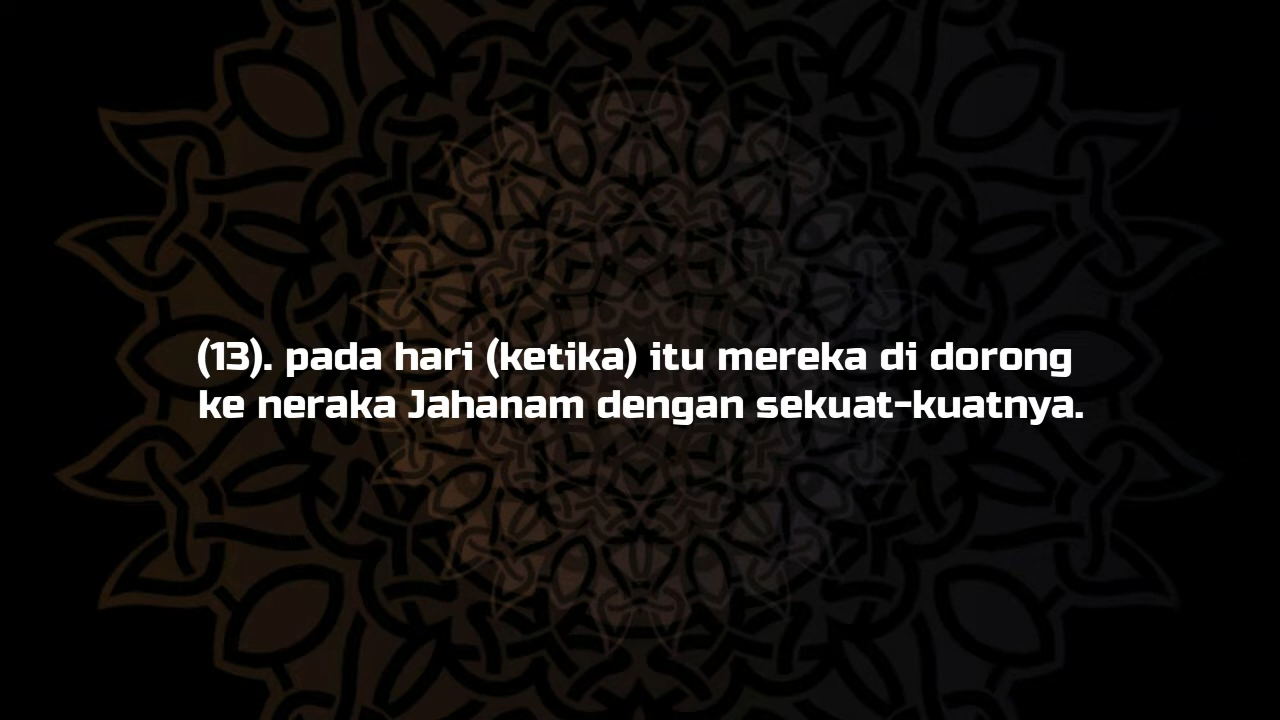 (13). pada hari (ketika) itu mereka di dorong
ke neraka Jahanam dengan sekuat-kuatnya.